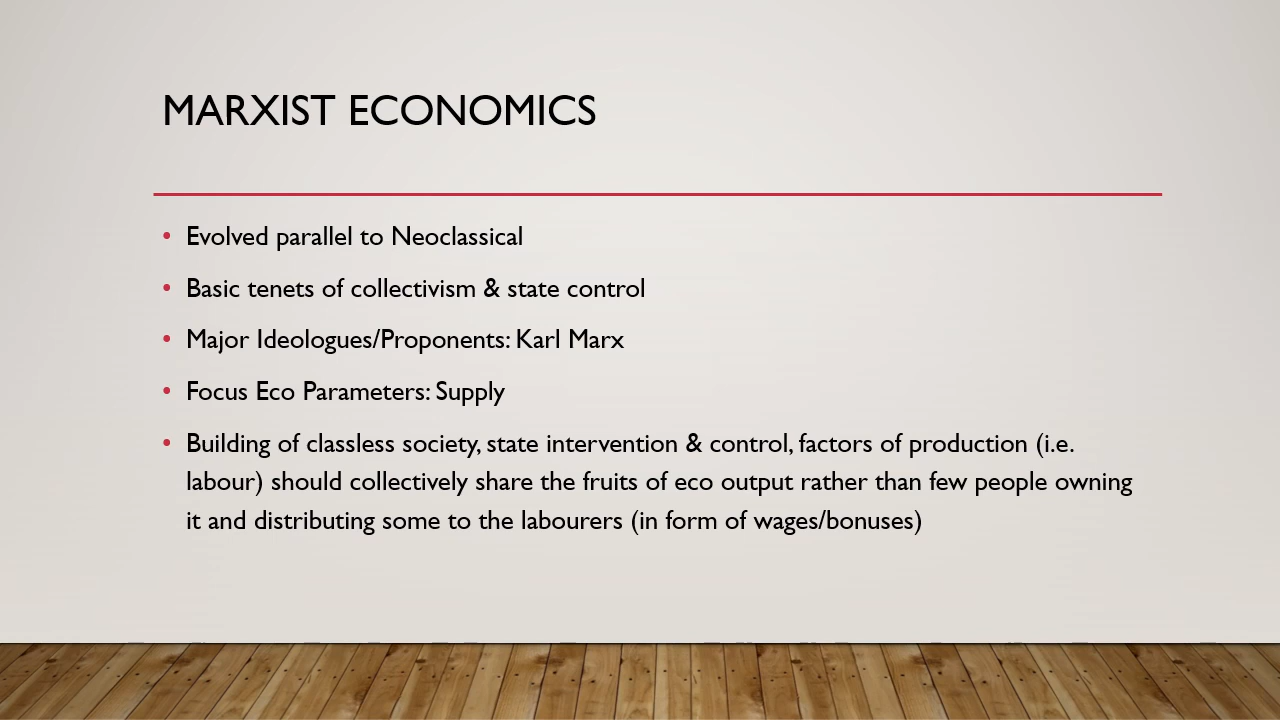 MARXIST ECONOMICS
• Evolved parallel to Neoclassical
• Basic tenets of collectivism & state control
• Major Ideologues/Proponents: Karl Marx
• Focus Eco Parameters: Supply
• Building of classless society, state intervention & control, factors of production (i.e.
labour) should collectively share the fruits of eco output rather than few people owning
it and distributing some to the labourers (in form of wages/bonuses)